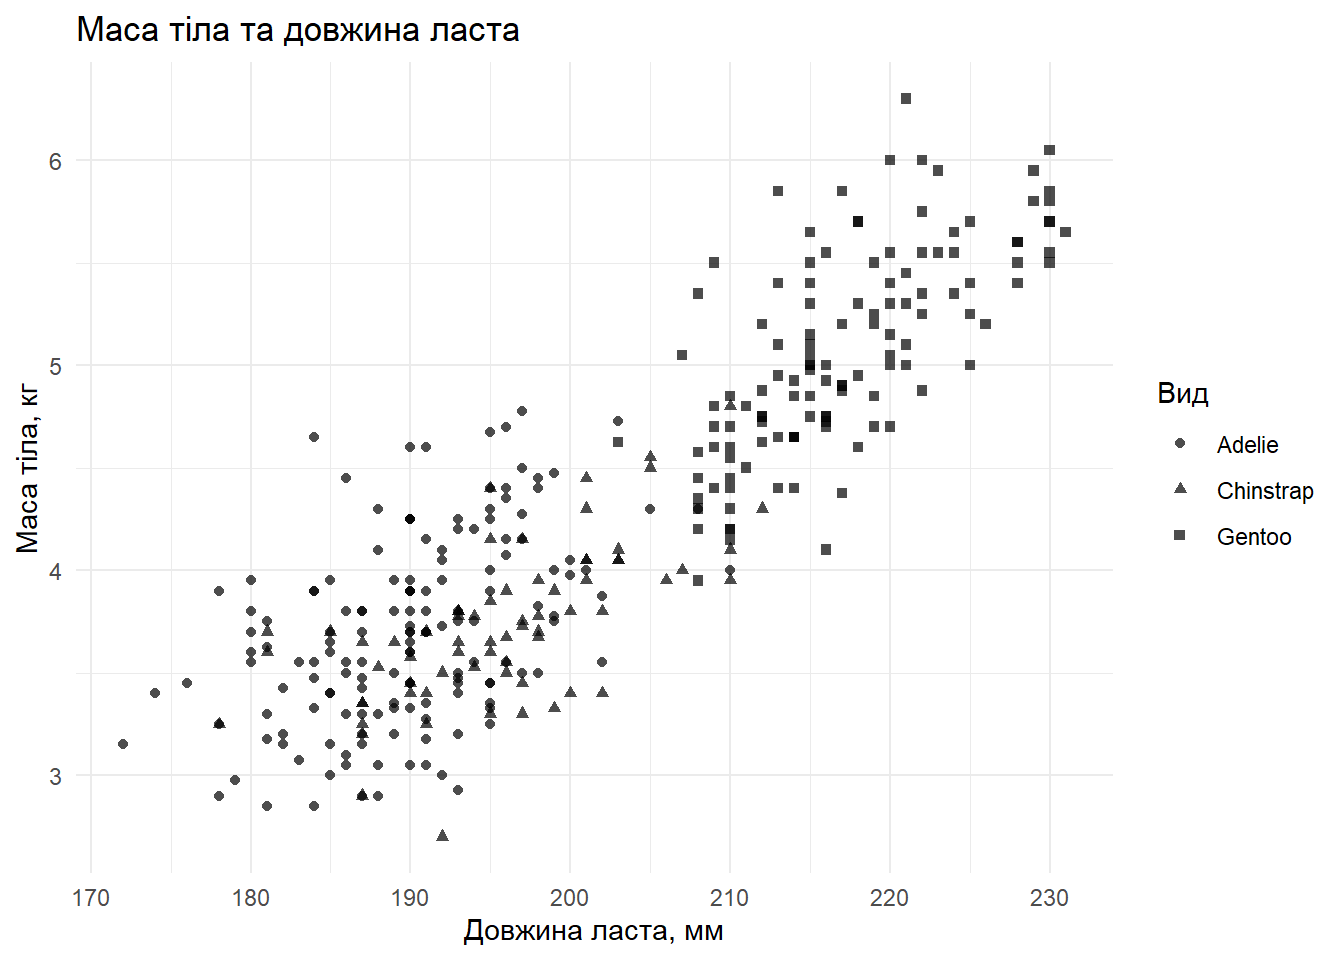 Маса тіла та довжина ласта
Маса тіла, кг
6
5
4
3
170 180 190 200 210 220 230
Довжина ласта, мм
Вид
Adelie
Chinstrap
Gentoo